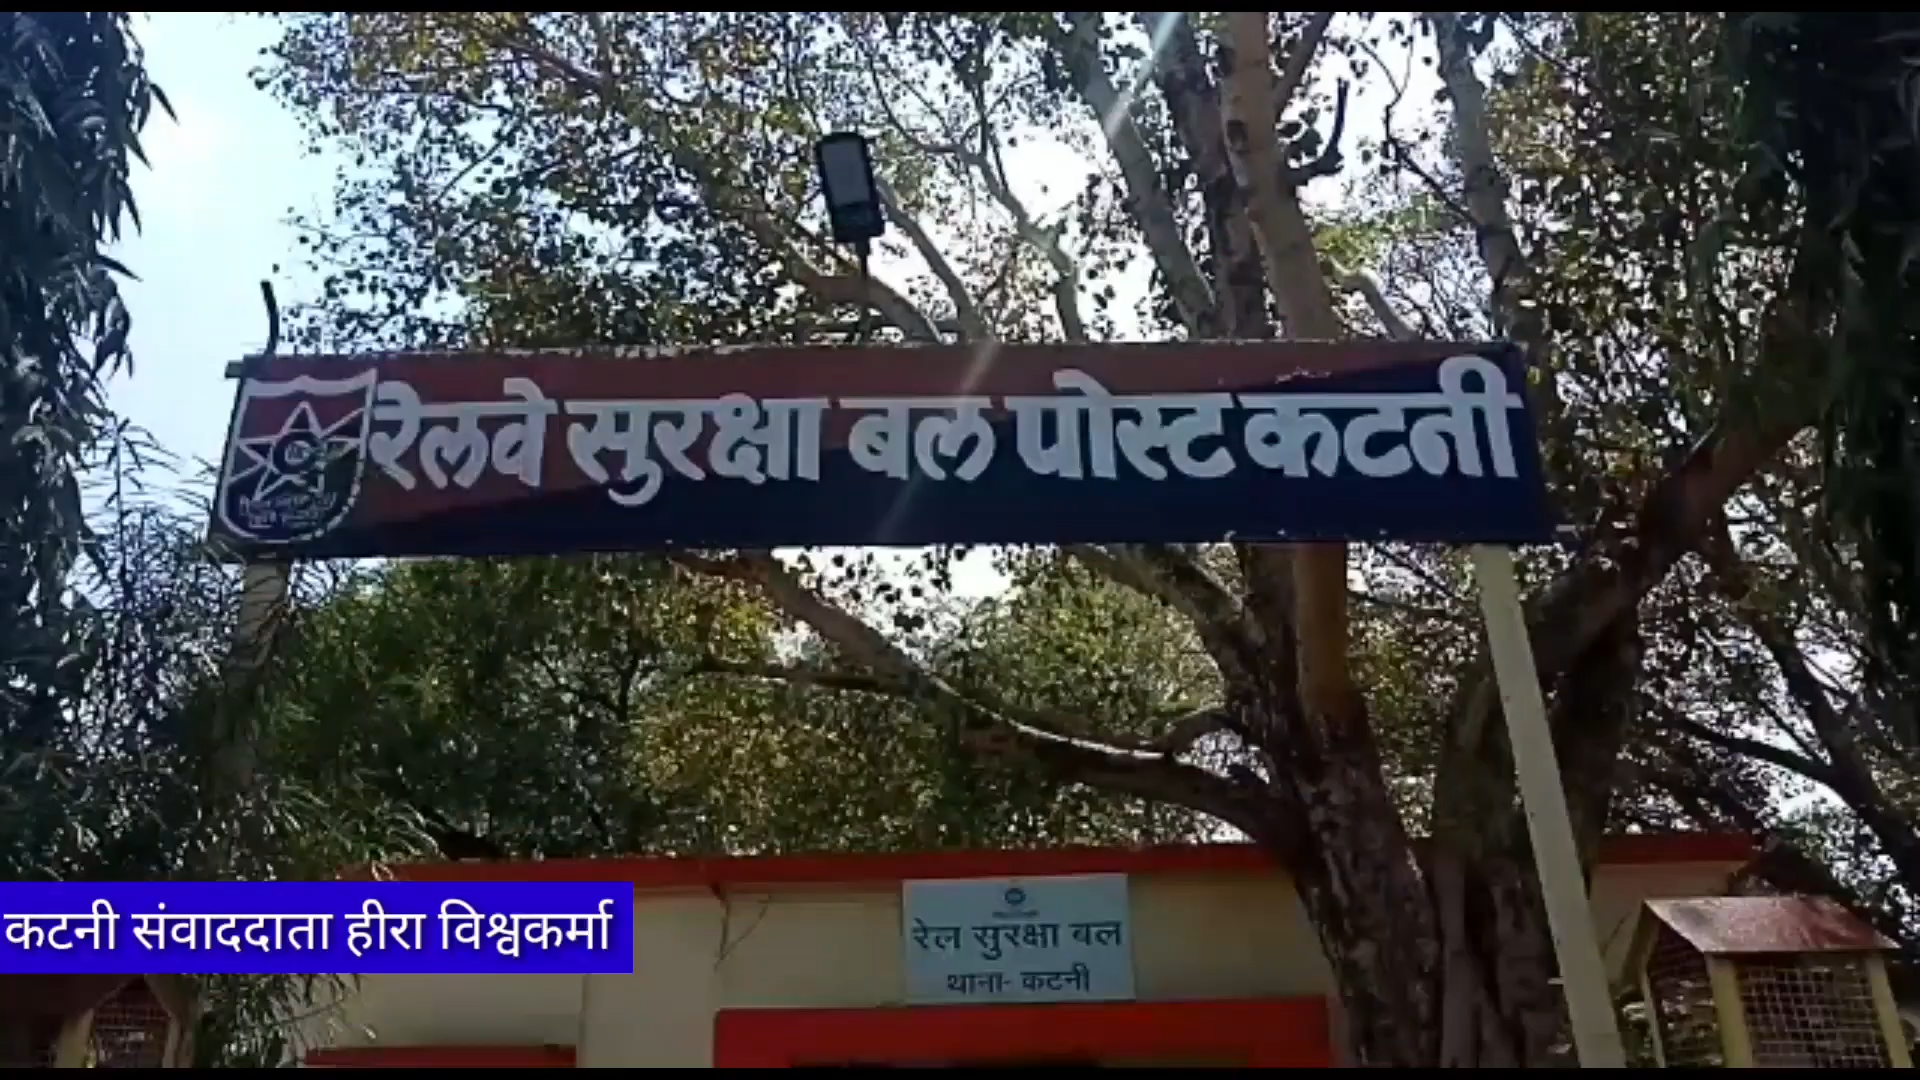 रेलवे सुरक्षा बल पोस्ट कटनी
कटनी संवाददाता हीरा विश्वकर्मा
रेल सुरक्षा बल
थाना- कटनी